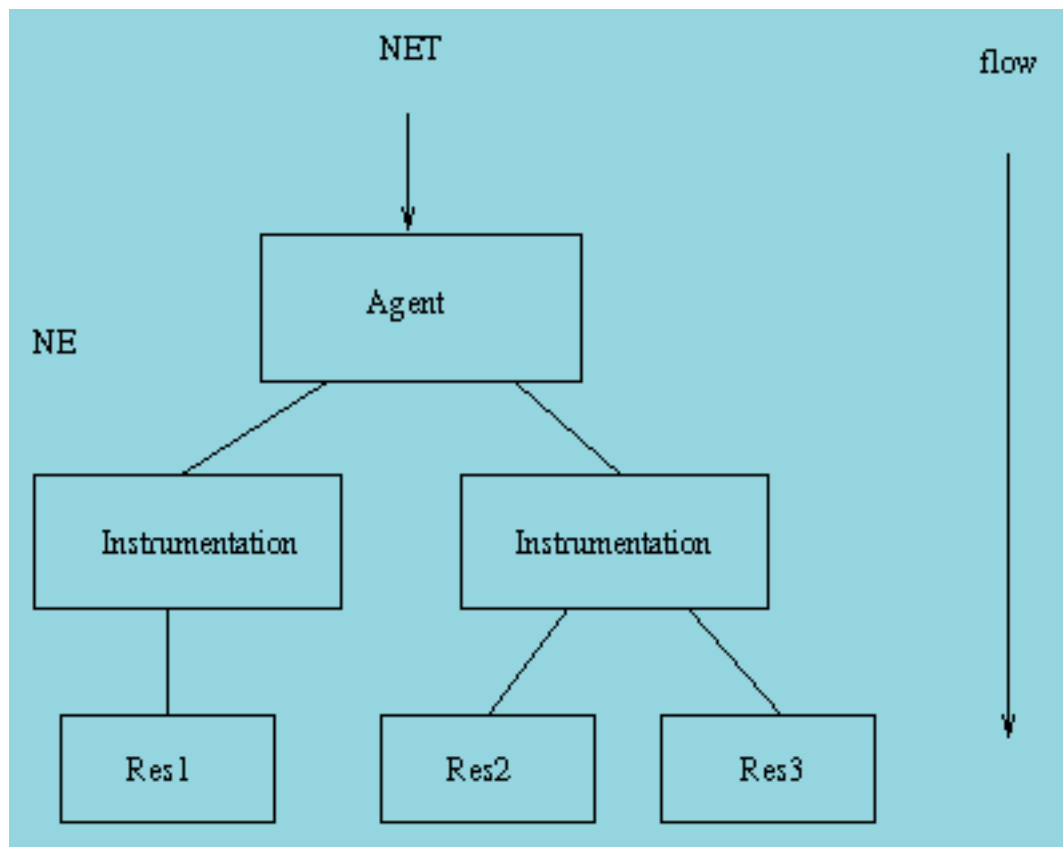 NET
flow
Agent
NE
Instrumentation
Instrumentation
Res1
Res2
Res3